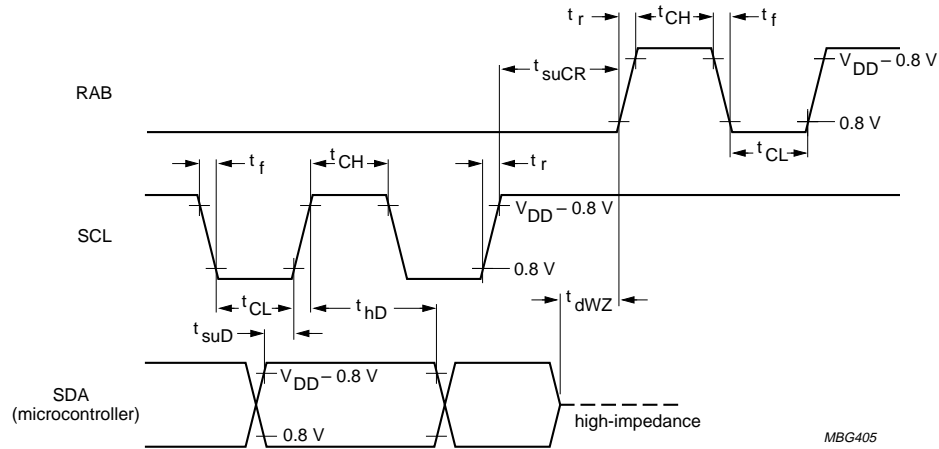 t r t CH t f
t suCR
V DD – 0.8 V
RAB
0.8 V
t CL
t f t CH t r
V DD – 0.8 V
SCL
0.8 V
t CL t hD t dWZ
t suD
V DD – 0.8 V
SDA
(microcontroller)
high-impedance
0.8 V
MBG405